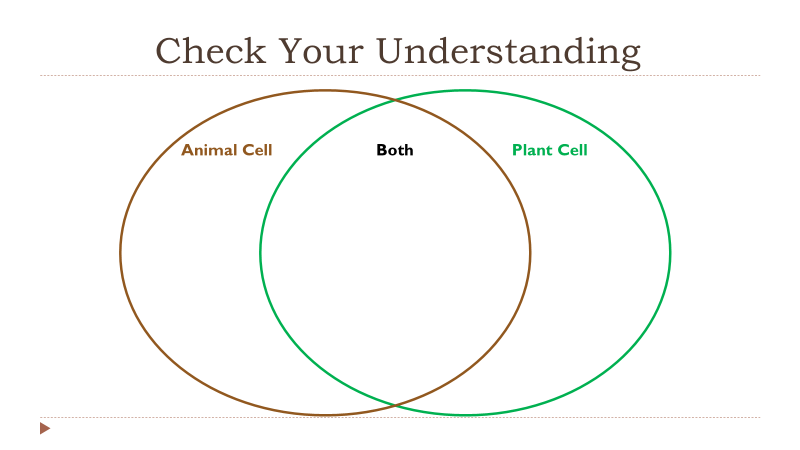 Check Your Understanding
Animal Cell
Both
Plant Cell